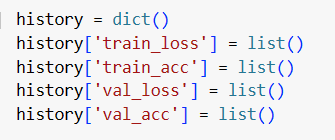 history = dict()
history['train_loss'] = list()
history['train_acc'] = list()
history['val_loss'] = list()
history['val_acc'] = list()